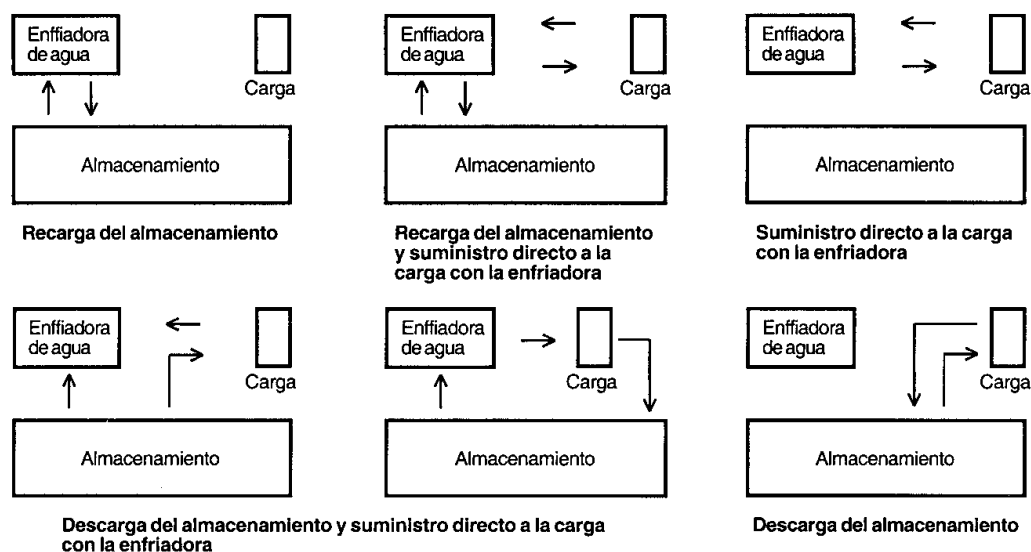 Enffiadora
de agua
Carga
Almacenamiento
Recarga del almacenamiento
Enffiadora
de agua
Carga
Almacenamiento
Recarga del almacenamiento
y suministro directo a la
carga con la enfriadora
Enffiadora
de agua
Carga
Almacenamiento
Suministro directo a la carga
con la enfriadora
Enffiadora
de agua
Carga
Almacenamiento
Enffiadora
de agua
Carga
Almacenamiento
Descarga del almacenamiento y suministro directo a la carga
con la enfriadora
Enffiadora
de agua
Carga
Almacenamiento
Descarga del almacenamiento